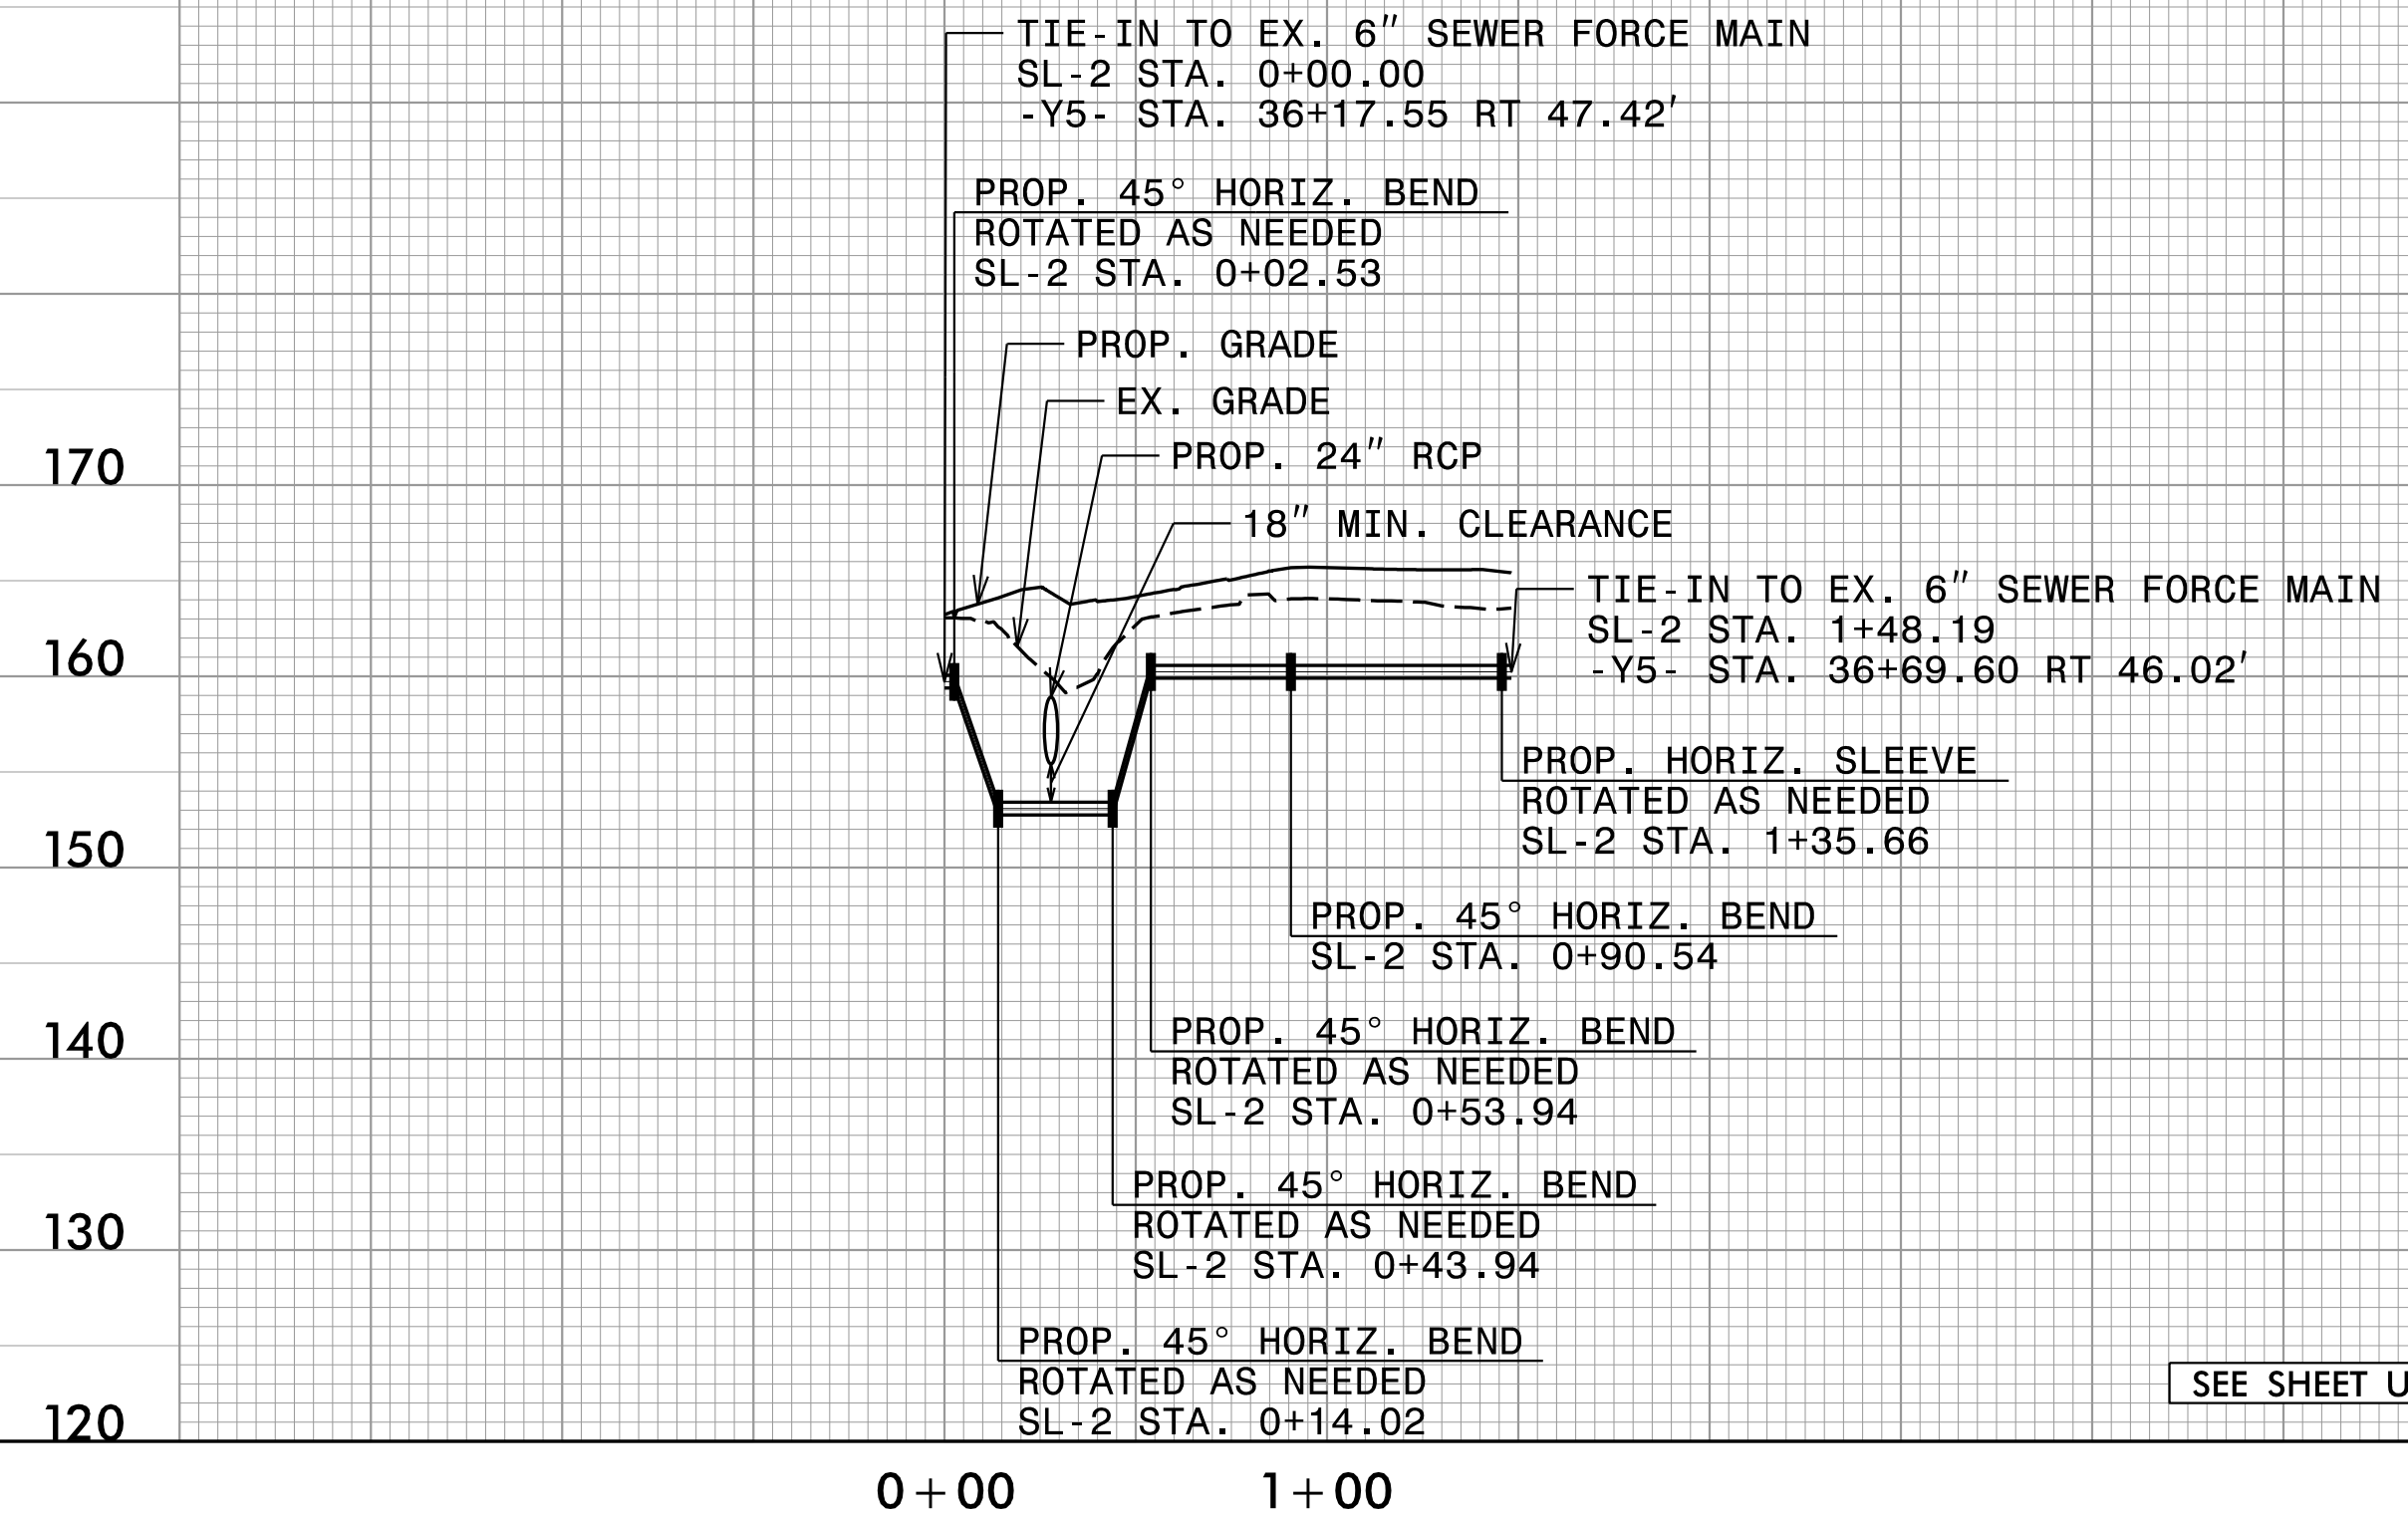 TIE-IN TO EX. 6" SEWER FORCE MAIN
SL-2 STA. 0+00.00
-Y5- STA. 36+17.55 RT 47.42'
PROP. 45° HORIZ. BEND
ROTATED AS NEEDED
SL-2 STA. 0+02.53
PROP. GRADE
EX. GRADE
PROP. 24" RCP
18" MIN. CLEARANCE
TIE-IN TO EX. 6" SEWER FORCE MAIN
SL-2 STA. 1+48.19
-Y5- STA. 36+69.60 RT 46.02'
PROP. HORIZ. SLEEVE
ROTATED AS NEEDED
SL-2 STA. 1+35.66
PROP. 45° HORIZ. BEND
SL-2 STA. 0+90.54
PROP. 45° HORIZ. BEND
ROTATED AS NEEDED
SL-2 STA. 0+53.94
PROP. 45° HORIZ. BEND
ROTATED AS NEEDED
SL-2 STA. 0+43.94
PROP. 45° HORIZ. BEND
ROTATED AS NEEDED
SL-2 STA. 0+14.02
170
160
150
140
130
120
0+00
1+00
SEE SHEET U